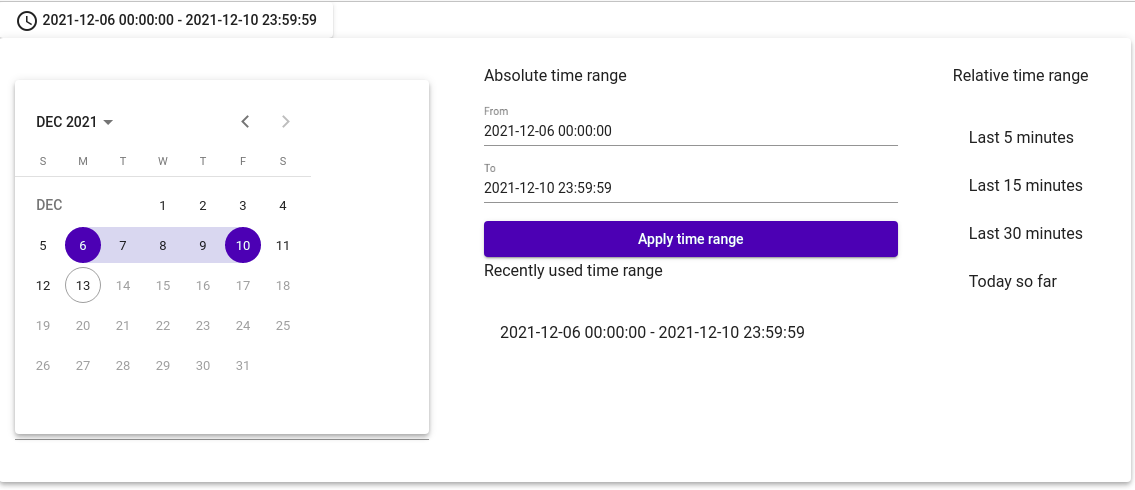 2021-12-06 00:00:00 - 2021-12-10 23:59:59
DEC 2021
S M T W T F S
DEC 1 2 3 4
5 6 7 8 9 10 11
12 13 14 15 16 17 18
19 20 21 22 23 24 25
26 27 28 29 30 31
Absolute time range
From
2021-12-06 00:00:00
To
2021-12-10 23:59:59
Apply time range
Recently used time range
2021-12-06 00:00:00 - 2021-12-10 23:59:59
Relative time range
Last 5 minutes
Last 15 minutes
Last 30 minutes
Today so far